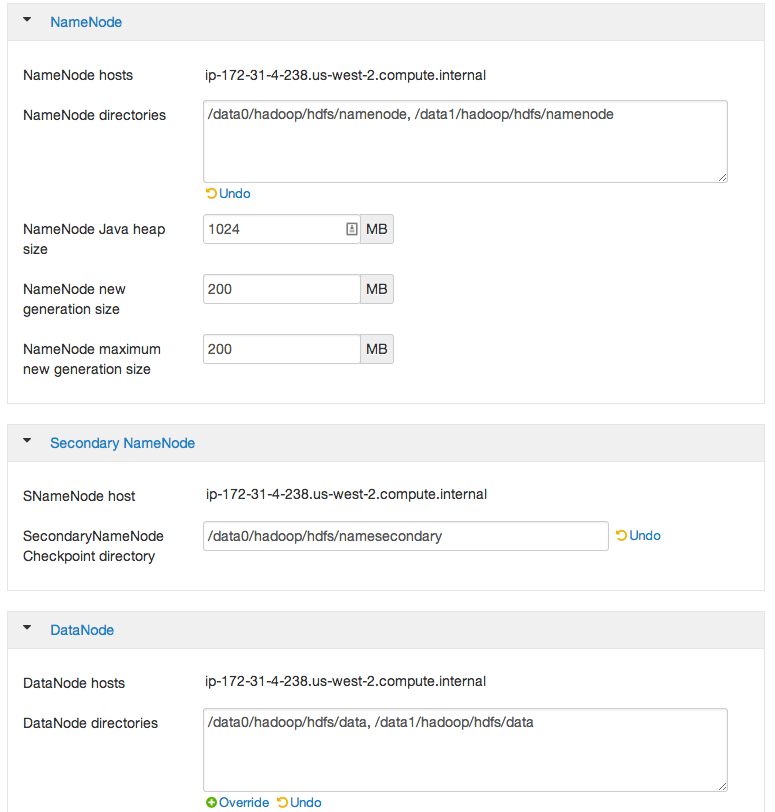 NameNode
NameNode hosts ip-172-31-4-238.us-west-2.compute.internal
NameNode directories /data0/hadoop/hdfs/namenode, /data1/hadoop/hdfs/namenode
Undo
NameNode Java heap 1024 MB
size
NameNode new 200 MB
generation size
NameNode maximum 200 MB
new generation size
Secondary NameNode
SNameNode host ip-172-31-4-238.us-west-2.compute.internal
SecondaryNameNode /data0/hadoop/hdfs/namesecondary Undo
Checkpoint directory
DataNode
DataNode hosts ip-172-31-4-238.us-west-2.compute.internal
DataNode directories /data0/hadoop/hdfs/data, /data1/hadoop/hdfs/data
Override Undo